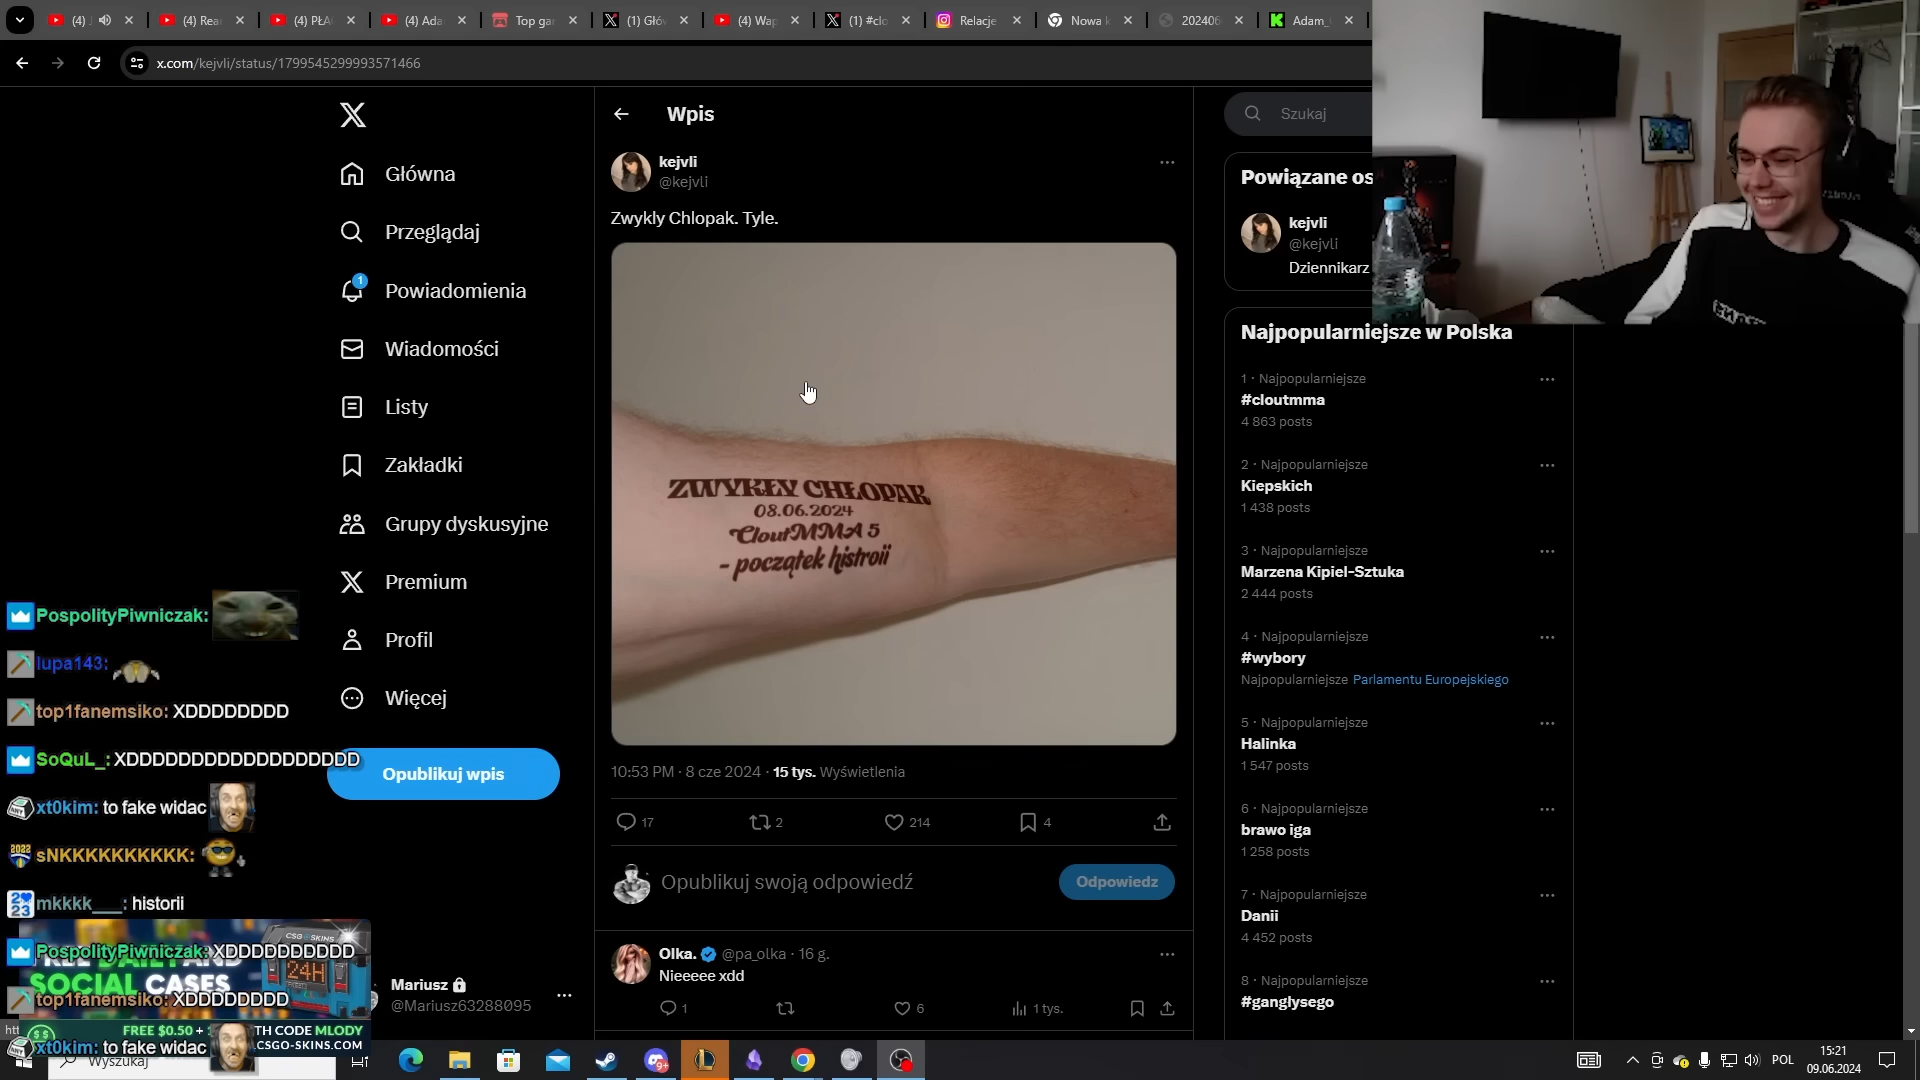 (4) J
(4) Rea
(4) PŁA
(4) Ada
Top gar
(1) Głó
(4) Wap
(1) #clo
Relacje
Nowa k
202406
Adam_
x.com/kejvli/status/1799545299993571466
Główna
Przeglądaj
1
Powiadomienia
Wiadomości
Listy
Zakładki
Grupy dyskusyjne
Premium
Profil
Więcej
Opublikuj wpis
Mariusz
@Mariusz63288095
Wpis
kejvli
@kejvli
Zwykly Chlopak. Tyle.
ZWYKŁY CHŁOPAK
08.06.2024
CloutMMA 5
- początek histroii
10:53 PM · 8 cze 2024 · 15 tys. Wyświetlenia
17
2
214
4
Opublikuj swoją odpowiedź
Odpowiedz
Olka. @pa_olka · 16 g.
Nieeeee xdd
1
6
1 tys.
Szukaj
Powiązane os
kejvli
@kejvli
Dziennikarz
Najpopularniejsze w Polska
1 · Najpopularniejsze
#cloutmma
4 863 posts
2 · Najpopularniejsze
Kiepskich
1 438 posts
3 · Najpopularniejsze
Marzena Kipiel-Sztuka
2 444 posts
4 · Najpopularniejsze
#wybory
Najpopularniejsze Parlamentu Europejskiego
5 · Najpopularniejsze
Halinka
1 547 posts
6 · Najpopularniejsze
brawo iga
1 258 posts
7 · Najpopularniejsze
Danii
4 452 posts
8 · Najpopularniejsze
#ganglysego
PospolityPiwniczak:
lupa143:
top1fanemsiko: XDDDDDDDD
SoQuL_: XDDDDDDDDDDDDDDDDDD
xt0kim: to fake widac
sNKKKKKKKKKK:
mkkkk___: historii
PospolityPiwniczak: XDDDDDDDDDD
CSGO-SKINS
24H
SOCIAL CASES
top1fanemsiko: XDDDDDDDD
FREE $0.50 + TH CODE MLODY
xt0kim: to fake widac
CSGO-SKINS.COM
Wyszukaj
9+
POL
15:21
09.06.2024